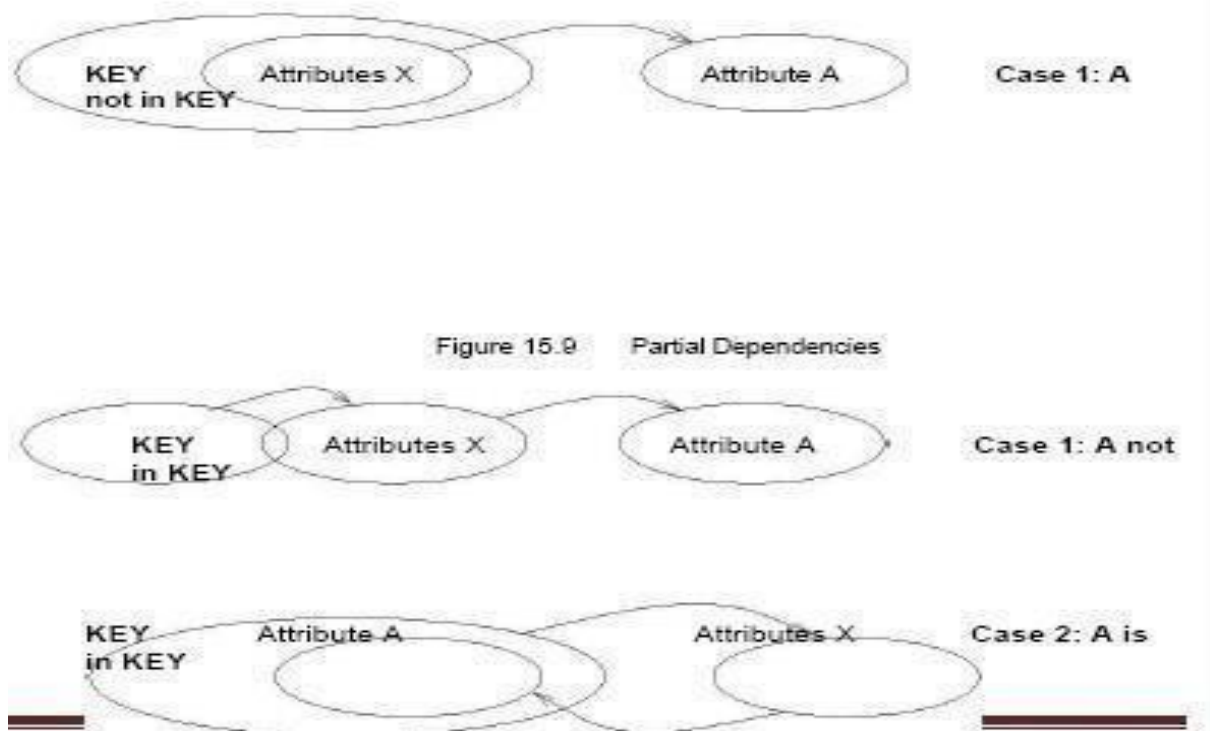 KEY Attributes X Attribute A Case 1: A
not in KEY
Figure 15.9 Partial Dependencies
KEY Attributes X Attribute A Case 1: A not
in KEY
KEY Attribute A Attributes X Case 2: A is
in KEY